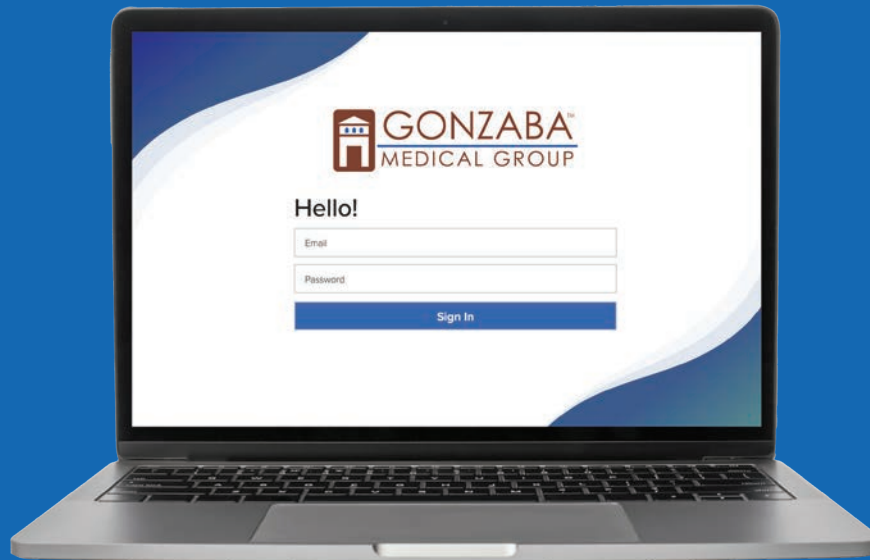 GONZABA™
MEDICAL GROUP
Hello!
Email
Password
Sign In